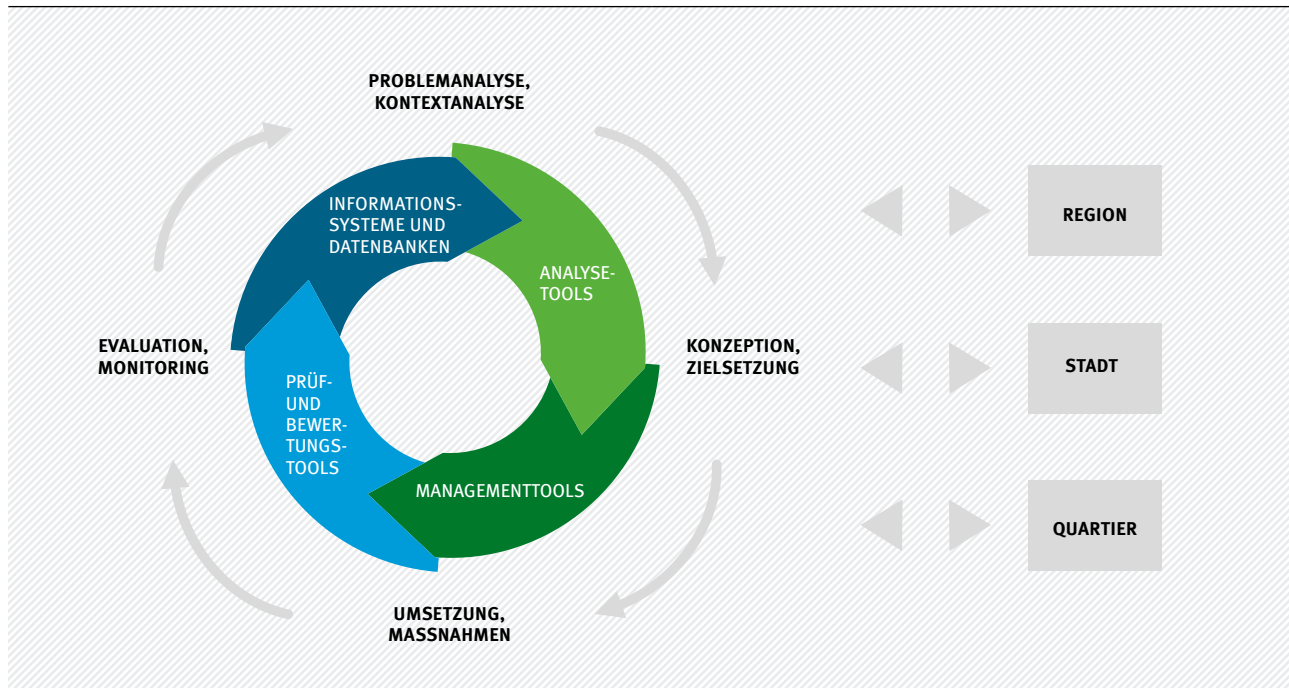 PROBLEMANALYSE,
KONTEXTANALYSE
INFORMATIONS-
SYSTEME UND
DATENBANKEN
ANALYSE-
TOOLS
EVALUATION,
MONITORING
KONZEPTION,
ZIELSETZUNG
PRÜF-
UND
BEWER-
TUNGS-
TOOLS
MANAGEMENTTOOLS
UMSETZUNG,
MASSNAHMEN
REGION
STADT
QUARTIER